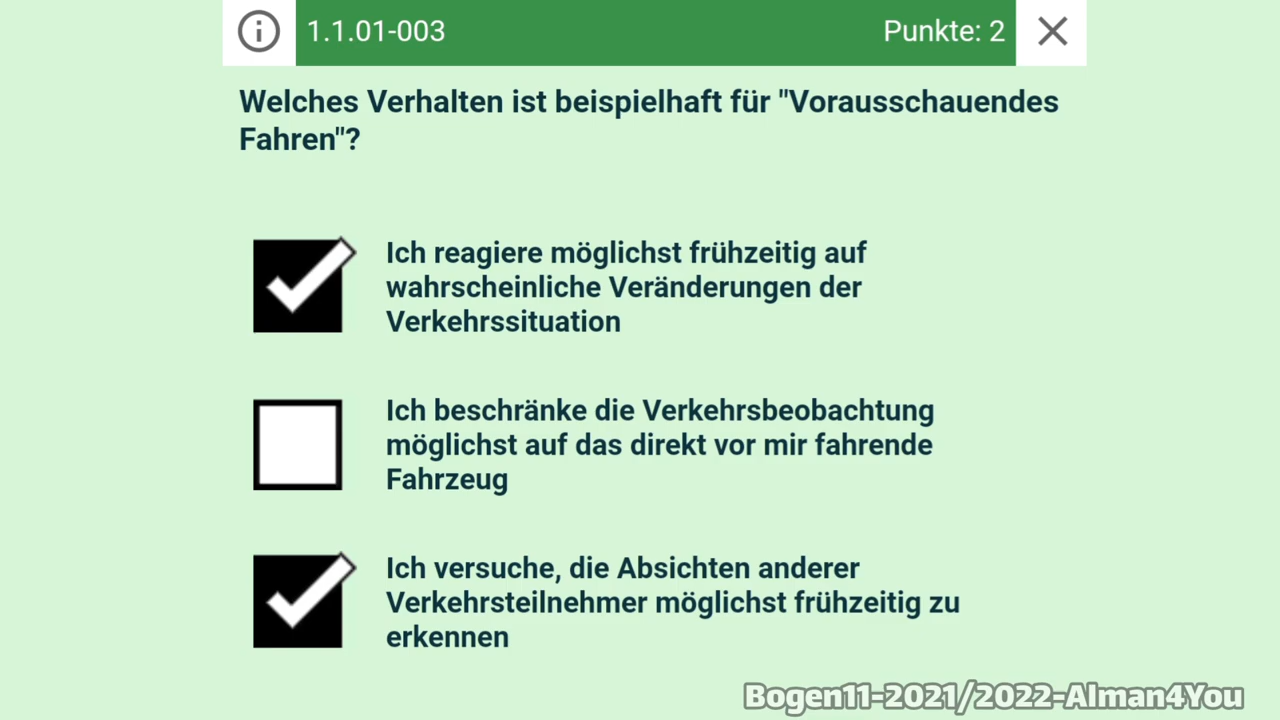 1.1.01-003
Punkte: 2
Welches Verhalten ist beispielhaft für "Vorausschauendes
Fahren"?
Ich reagiere möglichst frühzeitig auf
wahrscheinliche Veränderungen der
Verkehrssituation
Ich beschränke die Verkehrsbeobachtung
möglichst auf das direkt vor mir fahrende
Fahrzeug
Ich versuche, die Absichten anderer
Verkehrsteilnehmer möglichst frühzeitig zu
erkennen
Bogen11-2021/2022-Alman4You